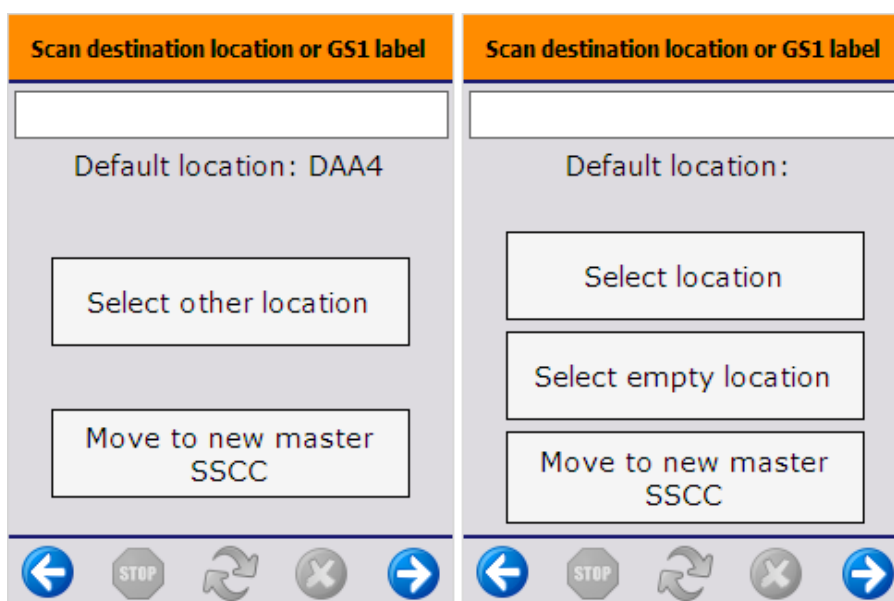 Scan destination location or GS1 label
Default location: DAA4
Select other location
Move to new master
SSCC
STOP
Scan destination location or GS1 label
Default location:
Select location
Select empty location
Move to new master
SSCC
STOP